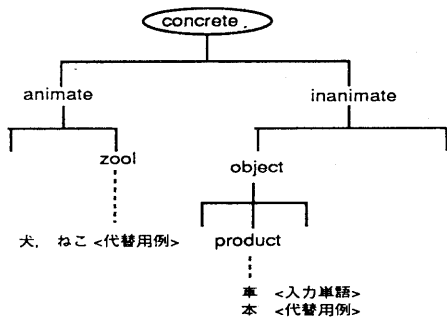 concrete
animate
inanimate
zool
object
犬, ねこ <代替用例>
product
車 <入力単語>
本 <代替用例>